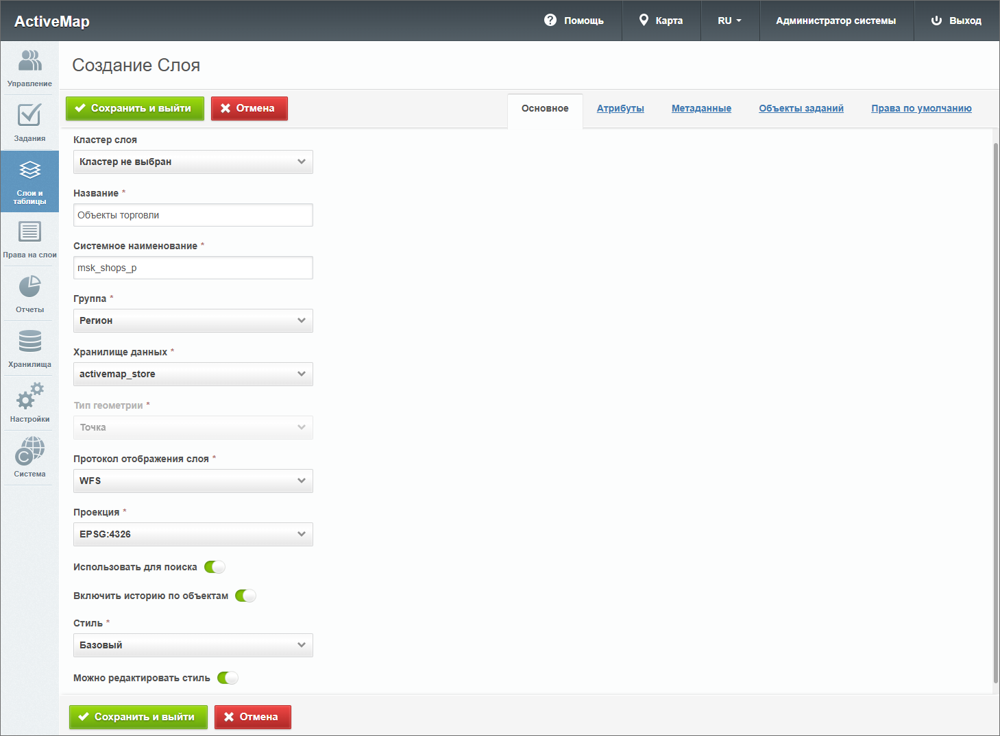 ActiveMap
Помощь
Карта
RU
Администратор системы
Выход
Управление
Задания
Слои и
таблицы
Права на слои
Отчеты
Хранилища
Настройки
Система
Создание Слоя
Сохранить и выйти
Отмена
Основное
Атрибуты
Метаданные
Объекты заданий
Права по умолчанию
Кластер слоя
Кластер не выбран
Название *
Объекты торговли
Системное наименование *
msk_shops_p
Группа *
Регион
Хранилище данных *
activemap_store
Тип геометрии *
Точка
Протокол отображения слоя *
WFS
Проекция *
EPSG:4326
Использовать для поиска
Включить историю по объектам
Стиль *
Базовый
Можно редактировать стиль
Сохранить и выйти
Отмена